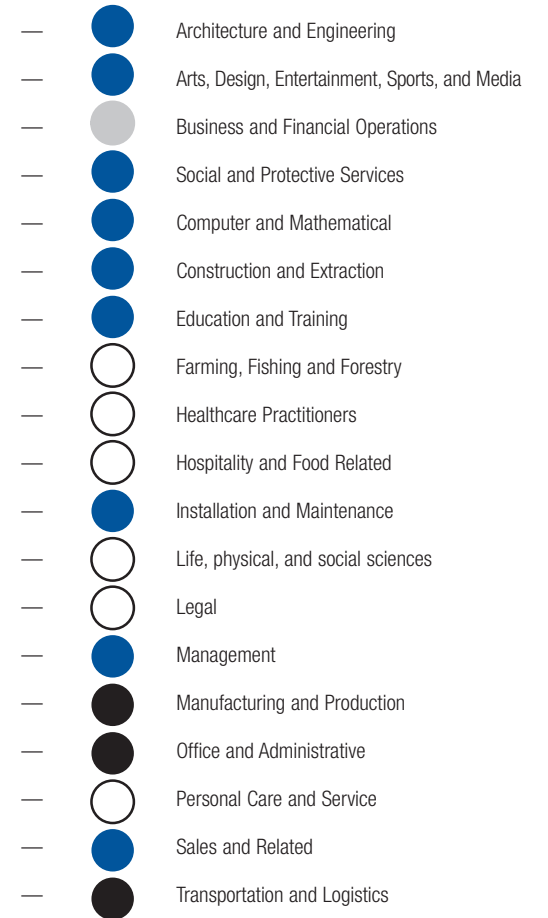 — Architecture and Engineering
— Arts, Design, Entertainment, Sports, and Media
— Business and Financial Operations
— Social and Protective Services
— Computer and Mathematical
— Construction and Extraction
— Education and Training
— Farming, Fishing and Forestry
— Healthcare Practitioners
— Hospitality and Food Related
— Installation and Maintenance
— Life, physical, and social sciences
— Legal
— Management
— Manufacturing and Production
— Office and Administrative
— Personal Care and Service
— Sales and Related
— Transportation and Logistics